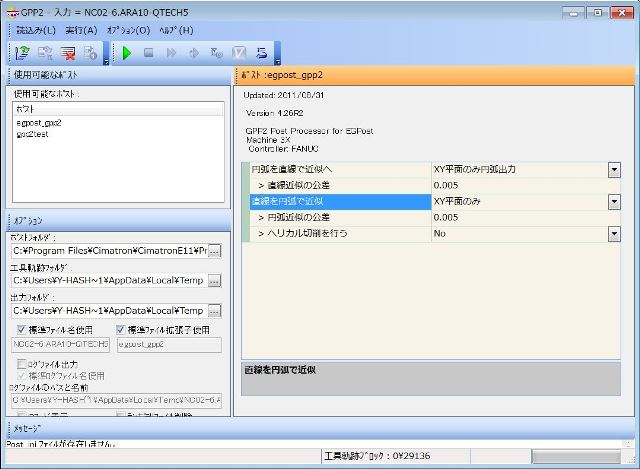 GPP2 - 入力 = NC02-6.ARA10-QTECH5
読込み(L) 実行(A) オプション(O) ヘルプ(H)
使用可能なポスト
使用可能なポスト:
ポスト
egpost_gpp2
gpp2test
オプション
ポストフォルダ:
C:¥Program Files¥Cimatron¥CimatronE11¥Pr ...
工具軌跡フォルダ:
C:¥Users¥Y-HASH~1¥AppData¥Local¥Temp ...
出力フォルダ:
C:¥Users¥Y-HASH~1¥AppData¥Local¥Temp ...
標準ファイル名使用 標準ファイル拡張子使用
NC02-6.ARA10-QTECH5 egpost_gpp2
ログファイル出力
標準ログファイル名使用
ログファイルのパスと名前
C:¥Users¥Y-HASH~1¥AppData¥Local¥Temp¥NC02-6.A
ポスト :egpost_gpp2
Updated: 2011/08/31
Version 4.26R2
GPP2 Post Processor for EGPost
Machine 3X
Controller: FANUC
円弧を直線で近似へ XY平面のみ円弧出力
> 直線近似の公差 0.005
直線を円弧で近似 XY平面のみ
> 円弧近似の公差 0.005
> ヘリカル切削を行う No
直線を円弧で近似
メッセージ
Post .ini ファイルが存在しません。
工具軌跡ブロック : 0¥29136